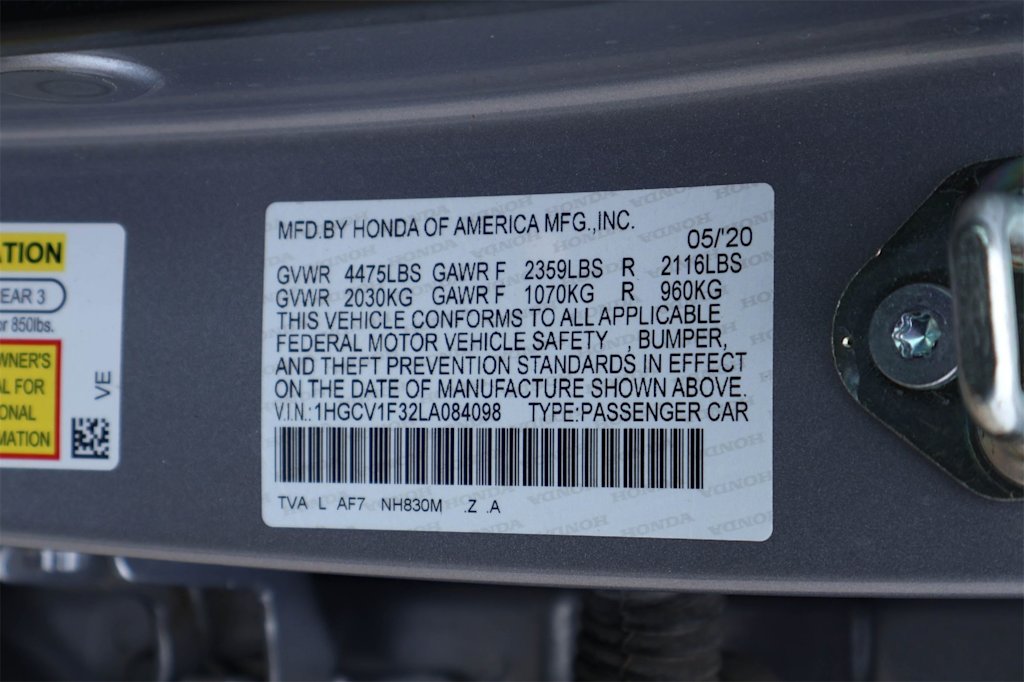 TION
EAR 3
or 850lbs.
WNER'S
AL FOR
ONAL
MATION
VE
MFD.BY HONDA OF AMERICA MFG.,INC.
05/'20
GVWR 4475LBS GAWR F 2359LBS R 2116LBS
GVWR 2030KG GAWR F 1070KG R 960KG
THIS VEHICLE CONFORMS TO ALL APPLICABLE
FEDERAL MOTOR VEHICLE SAFETY , BUMPER,
AND THEFT PREVENTION STANDARDS IN EFFECT
ON THE DATE OF MANUFACTURE SHOWN ABOVE.
V.I.N.:1HGCV1F32LA084098 TYPE:PASSENGER CAR
TVA L AF7 NH830M .Z .A